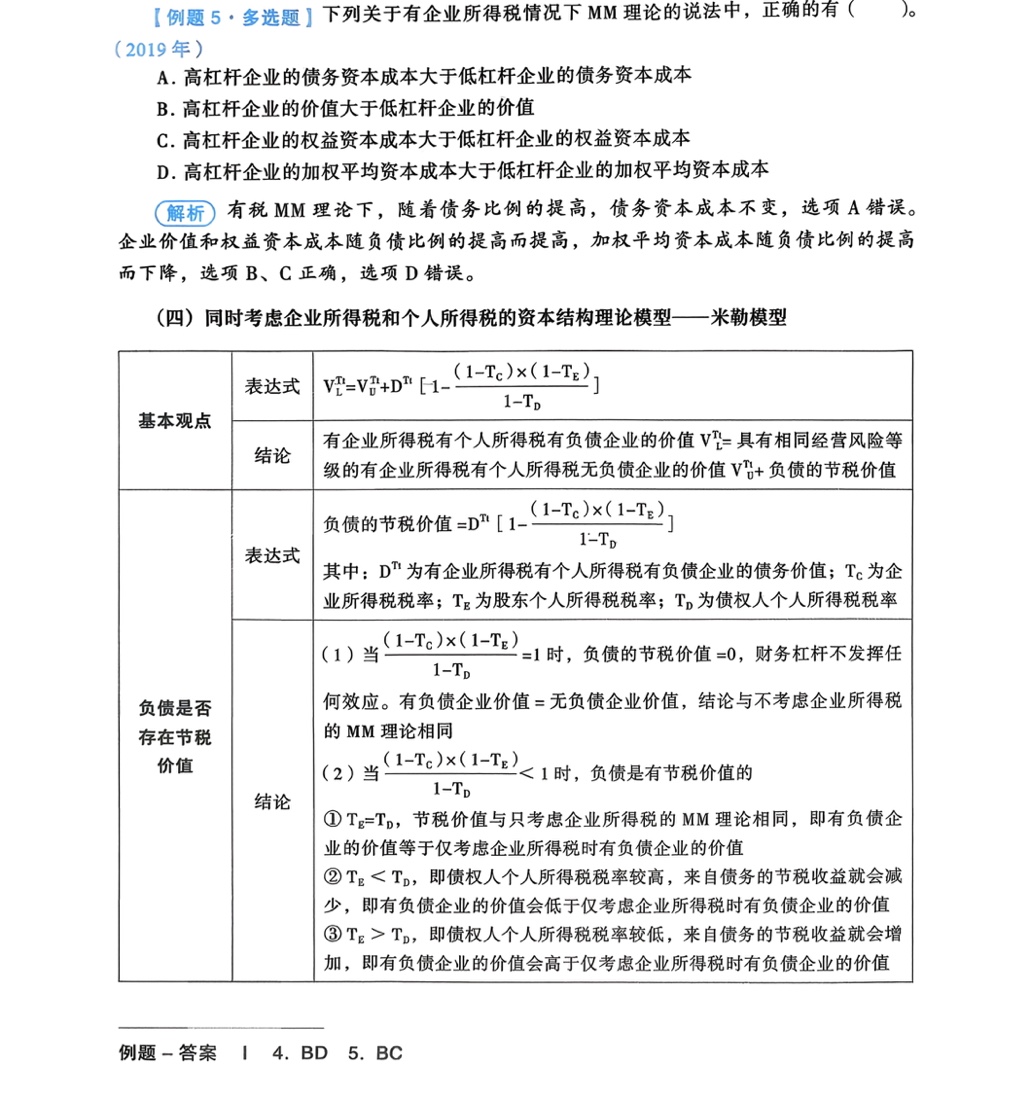 【例题 5·多选题】下列关于有企业所得税情况下 MM 理论的说法中，正确的有（　　）。
（2019 年）
A. 高杠杆企业的债务资本成本大于低杠杆企业的债务资本成本
B. 高杠杆企业的价值大于低杠杆企业的价值
C. 高杠杆企业的权益资本成本大于低杠杆企业的权益资本成本
D. 高杠杆企业的加权平均资本成本大于低杠杆企业的加权平均资本成本
解析 有税 MM 理论下，随着债务比例的提高，债务资本成本不变，选项 A 错误。
企业价值和权益资本成本随负债比例的提高而提高，加权平均资本成本随负债比例的提高
而下降，选项 B、C 正确，选项 D 错误。
（四）同时考虑企业所得税和个人所得税的资本结构理论模型——米勒模型
基本观点
表达式
V_L^{Tt}=V_U^{Tt}+D^{Tt}［1-(1-T_C)×(1-T_E)/(1-T_D)］
结论
有企业所得税有个人所得税有负债企业的价值 V_L^{Tt}= 具有相同经营风险等
级的有企业所得税有个人所得税无负债企业的价值 V_U^{Tt}+ 负债的节税价值
负债是否
存在节税
价值
表达式
负债的节税价值 =D^{Tt}［1-(1-T_C)×(1-T_E)/(1-T_D)］
其中：D^{Tt} 为有企业所得税有个人所得税有负债企业的债务价值；T_C 为企
业所得税税率；T_E 为股东个人所得税税率；T_D 为债权人个人所得税税率
结论
（1）当(1-T_C)×(1-T_E)/(1-T_D)=1 时，负债的节税价值 =0，财务杠杆不发挥任
何效应。有负债企业价值 = 无负债企业价值，结论与不考虑企业所得税
的 MM 理论相同
（2）当(1-T_C)×(1-T_E)/(1-T_D)＜1 时，负债是有节税价值的
① T_E=T_D，节税价值与只考虑企业所得税的 MM 理论相同，即有负债企
业的价值等于仅考虑企业所得税时有负债企业的价值
② T_E＜T_D，即债权人个人所得税税率较高，来自债务的节税收益就会减
少，即有负债企业的价值会低于仅考虑企业所得税时有负债企业的价值
③ T_E＞T_D，即债权人个人所得税税率较低，来自债务的节税收益就会增
加，即有负债企业的价值会高于仅考虑企业所得税时有负债企业的价值
例题 – 答案 | 4. BD 5. BC